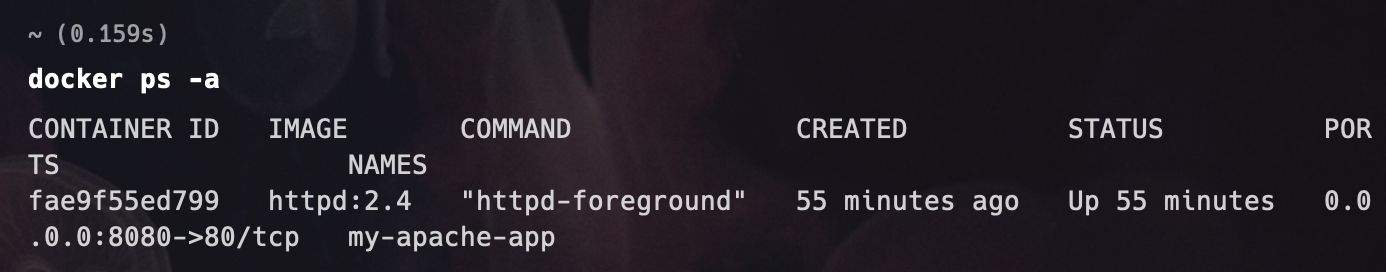 ~ (0.159s)
docker ps -a
CONTAINER ID   IMAGE       COMMAND              CREATED          STATUS          POR
TS                  NAMES
fae9f55ed799   httpd:2.4   "httpd-foreground"   55 minutes ago   Up 55 minutes   0.0
.0.0:8080->80/tcp   my-apache-app